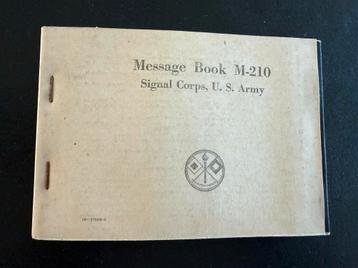 Message Book M-210
Signal Corps, U. S. Army